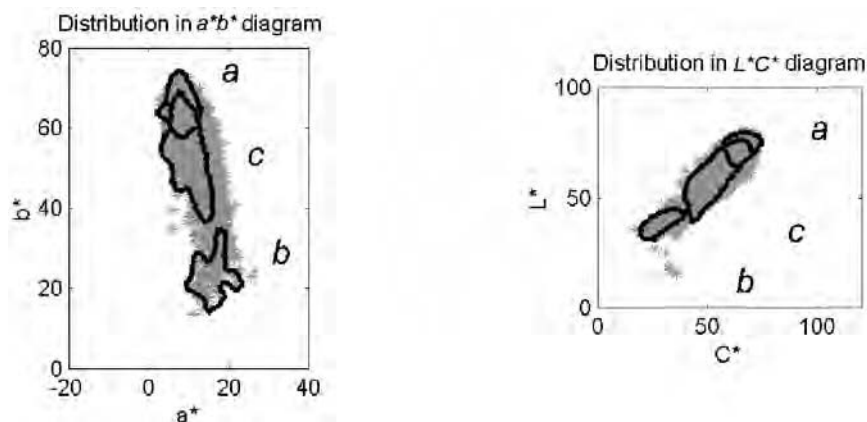 Distribution in a*b* diagram
80
60
40
20
0
b*
-20 0 20 40
a*
a
c
b
Distribution in L*C* diagram
100
50
0
L*
0 50 100
C*
a
c
b